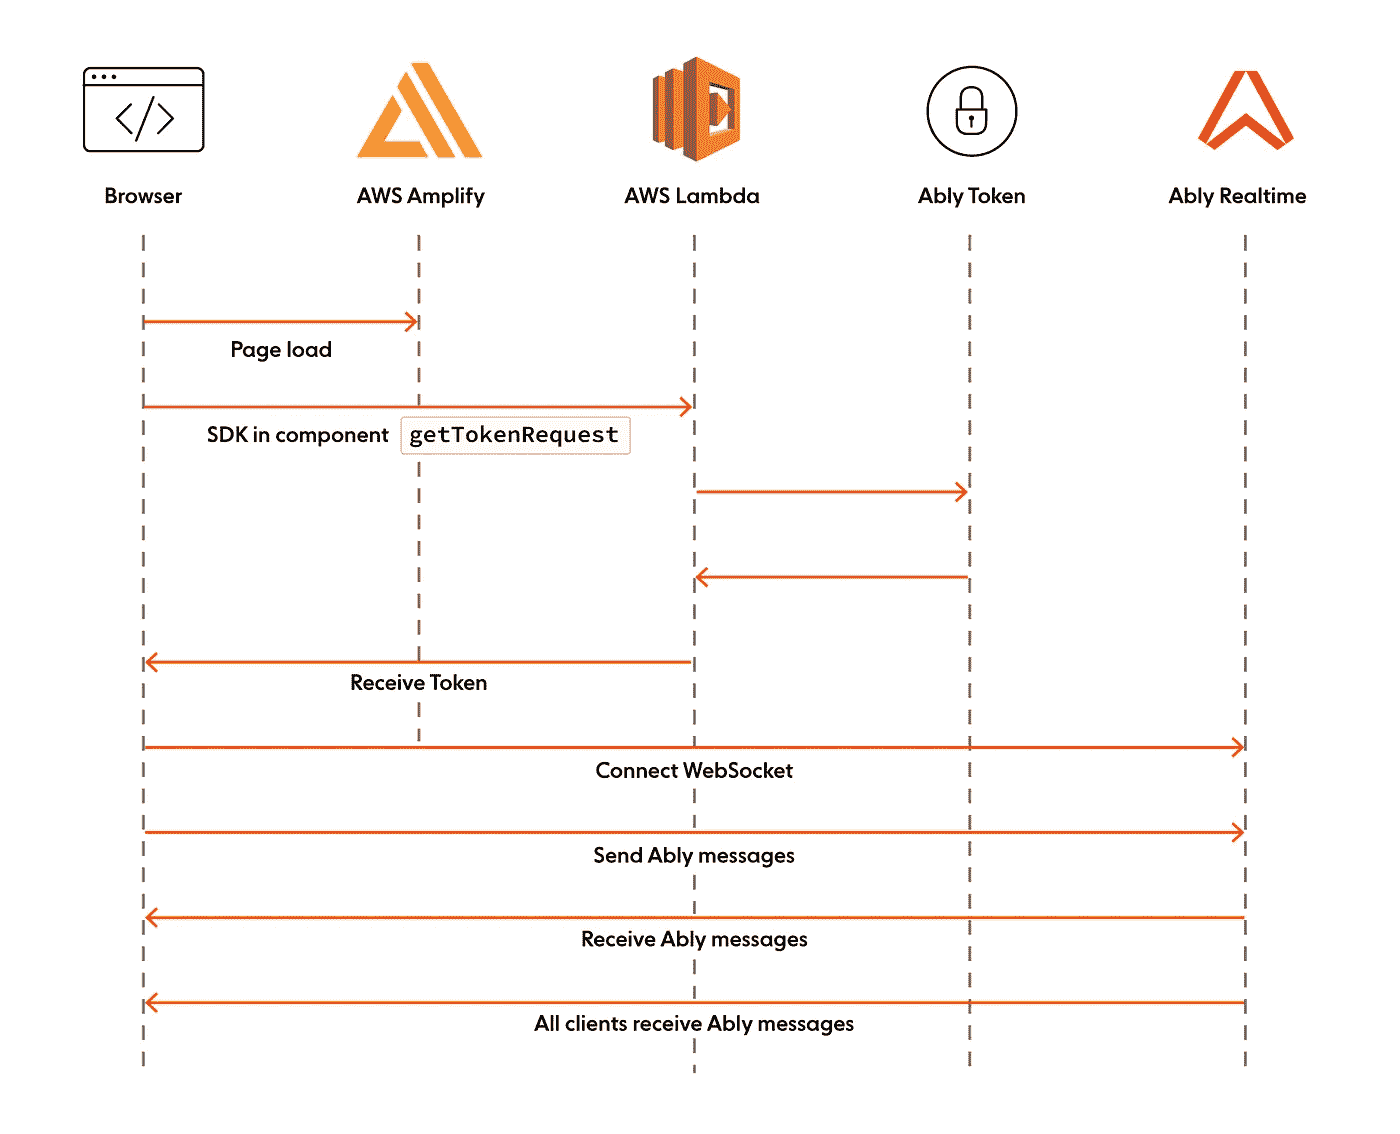 Browser
AWS Amplify
AWS Lambda
Ably Token
Ably Realtime
Page load
SDK in component getTokenRequest
Receive Token
Connect WebSocket
Send Ably messages
Receive Ably messages
All clients receive Ably messages